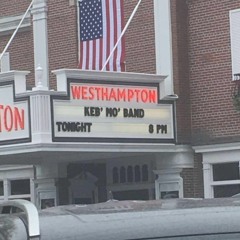 WESTHAMPTON
KEB' MO' BAND
TONIGHT 8 PM
TON